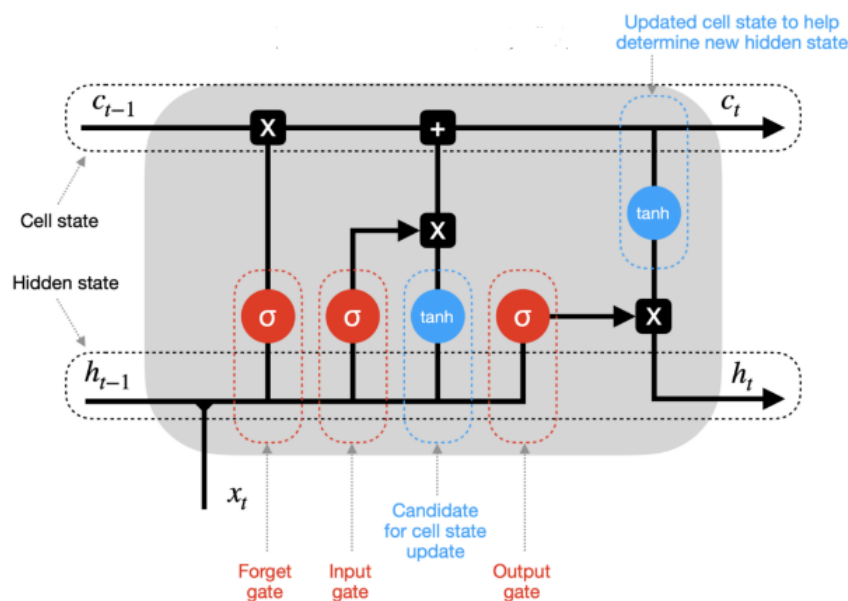 Updated cell state to help
determine new hidden state
c_{t-1}
c_t
X
+
Cell state
tanh
X
Hidden state
σ
σ
tanh
σ
X
h_{t-1}
h_t
x_t
Candidate
for cell state
update
Forget
gate
Input
gate
Output
gate